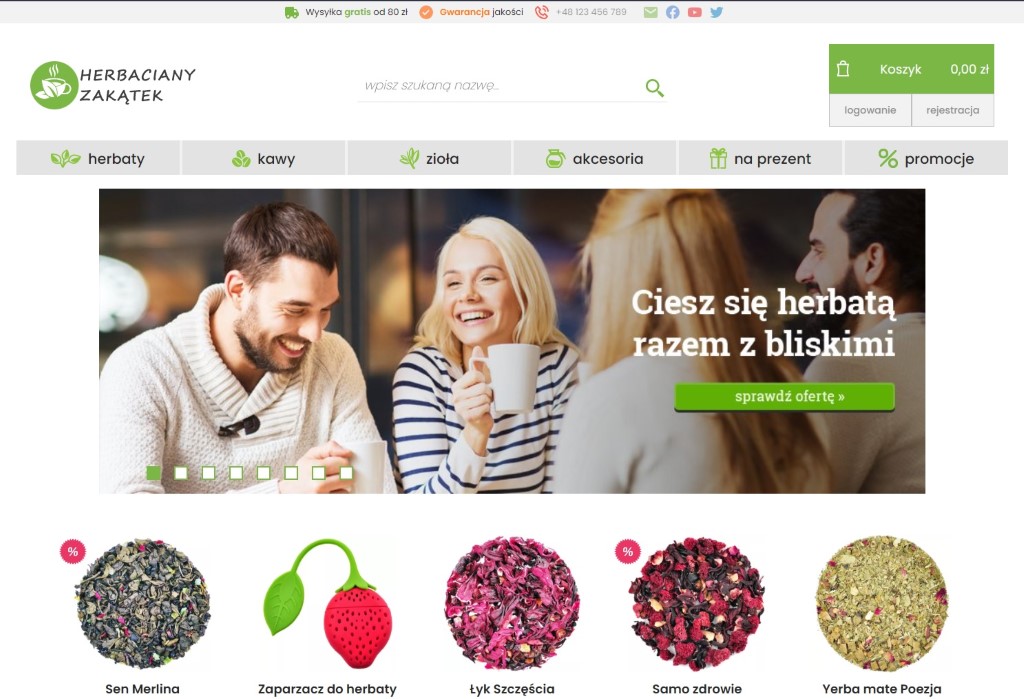 Wysyłka gratis od 80 zł Gwarancja jakości +48 123 456 789
HERBACIANY
ZAKĄTEK
wpisz szukaną nazwę...
Koszyk 0,00 zł
logowanie rejestracja
herbaty kawy zioła akcesoria na prezent promocje
Ciesz się herbatą
razem z bliskimi
sprawdź ofertę »
% %
Sen Merlina Zaparzacz do herbaty Łyk Szczęścia Samo zdrowie Yerba mate Poezja